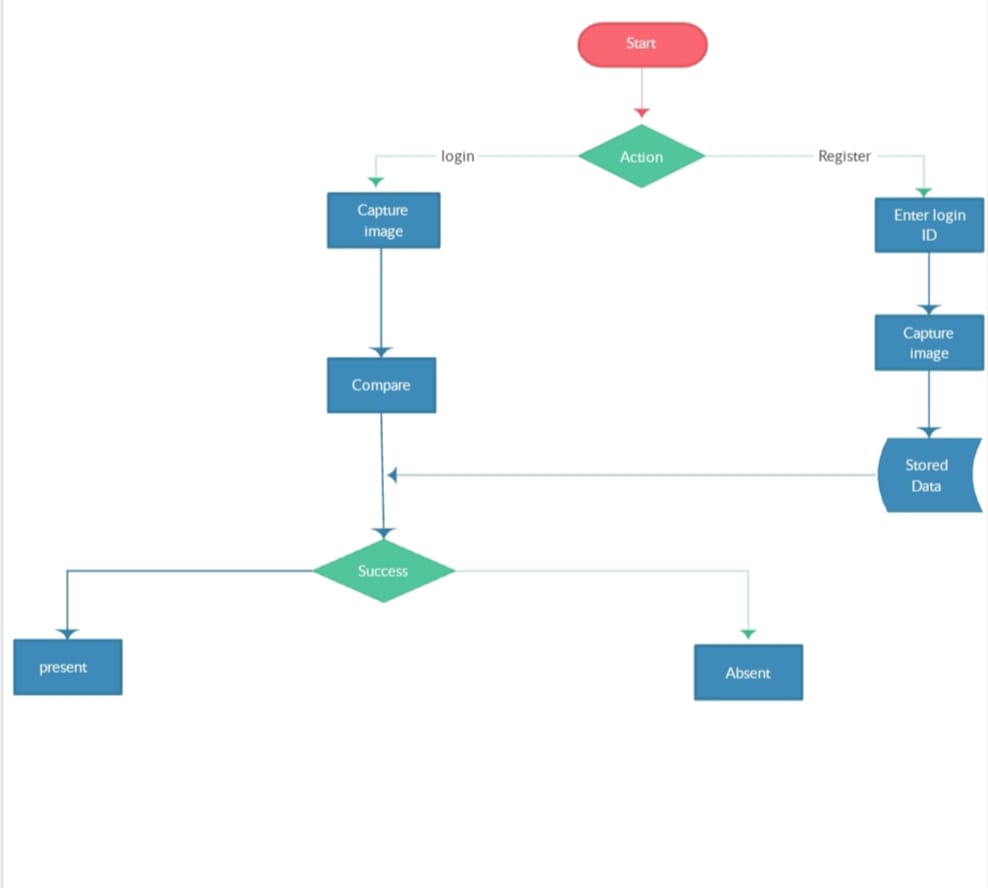 Start
Action
login
Register
Capture
image
Enter login
ID
Capture
image
Compare
Stored
Data
Success
present
Absent